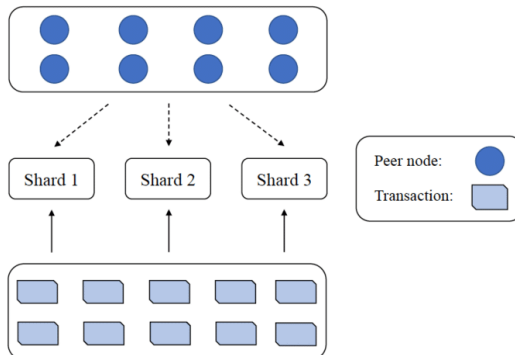 Shard 1
Shard 2
Shard 3
Peer node:
Transaction: